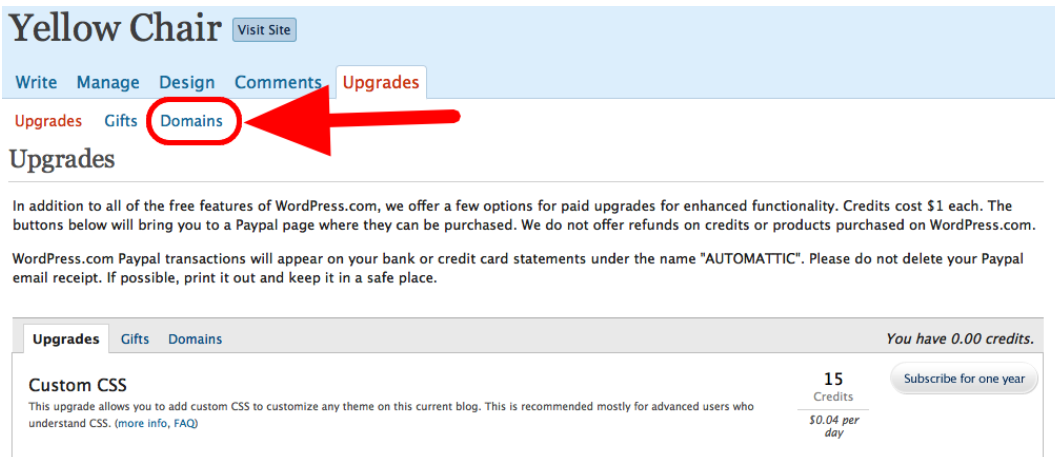 Yellow Chair Visit Site
Write Manage Design Comments Upgrades
Upgrades Gifts Domains
Upgrades
In addition to all of the free features of WordPress.com, we offer a few options for paid upgrades for enhanced functionality. Credits cost $1 each. The
buttons below will bring you to a Paypal page where they can be purchased. We do not offer refunds on credits or products purchased on WordPress.com.
WordPress.com Paypal transactions will appear on your bank or credit card statements under the name "AUTOMATTIC". Please do not delete your Paypal
email receipt. If possible, print it out and keep it in a safe place.
Upgrades Gifts Domains You have 0.00 credits.
Custom CSS 15 Subscribe for one year
Credits
This upgrade allows you to add custom CSS to customize any theme on this current blog. This is recommended mostly for advanced users who
understand CSS. (more info, FAQ) $0.04 per
day